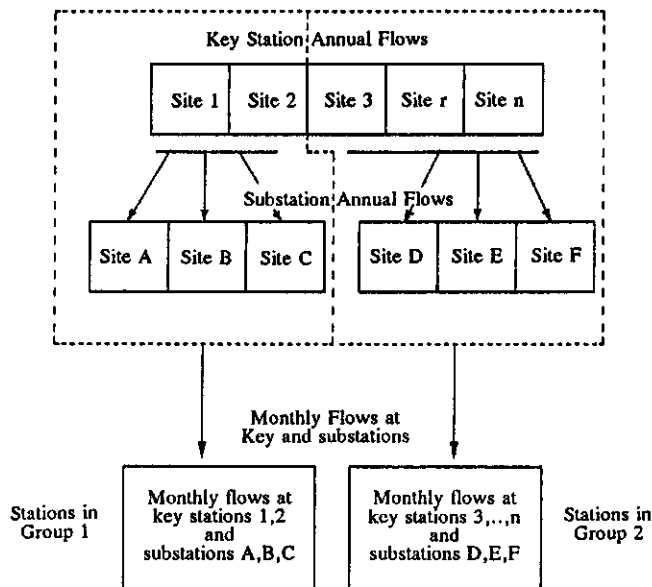 Key Station Annual Flows
Site 1 Site 2 Site 3 Site r Site n
Substation Annual Flows
Site A Site B Site C Site D Site E Site F
Monthly Flows at
Key and substations
Stations in
Group 1
Monthly flows at
key stations 1,2
and
substations A,B,C
Monthly flows at
key stations 3,..,n
and
substations D,E,F
Stations in
Group 2